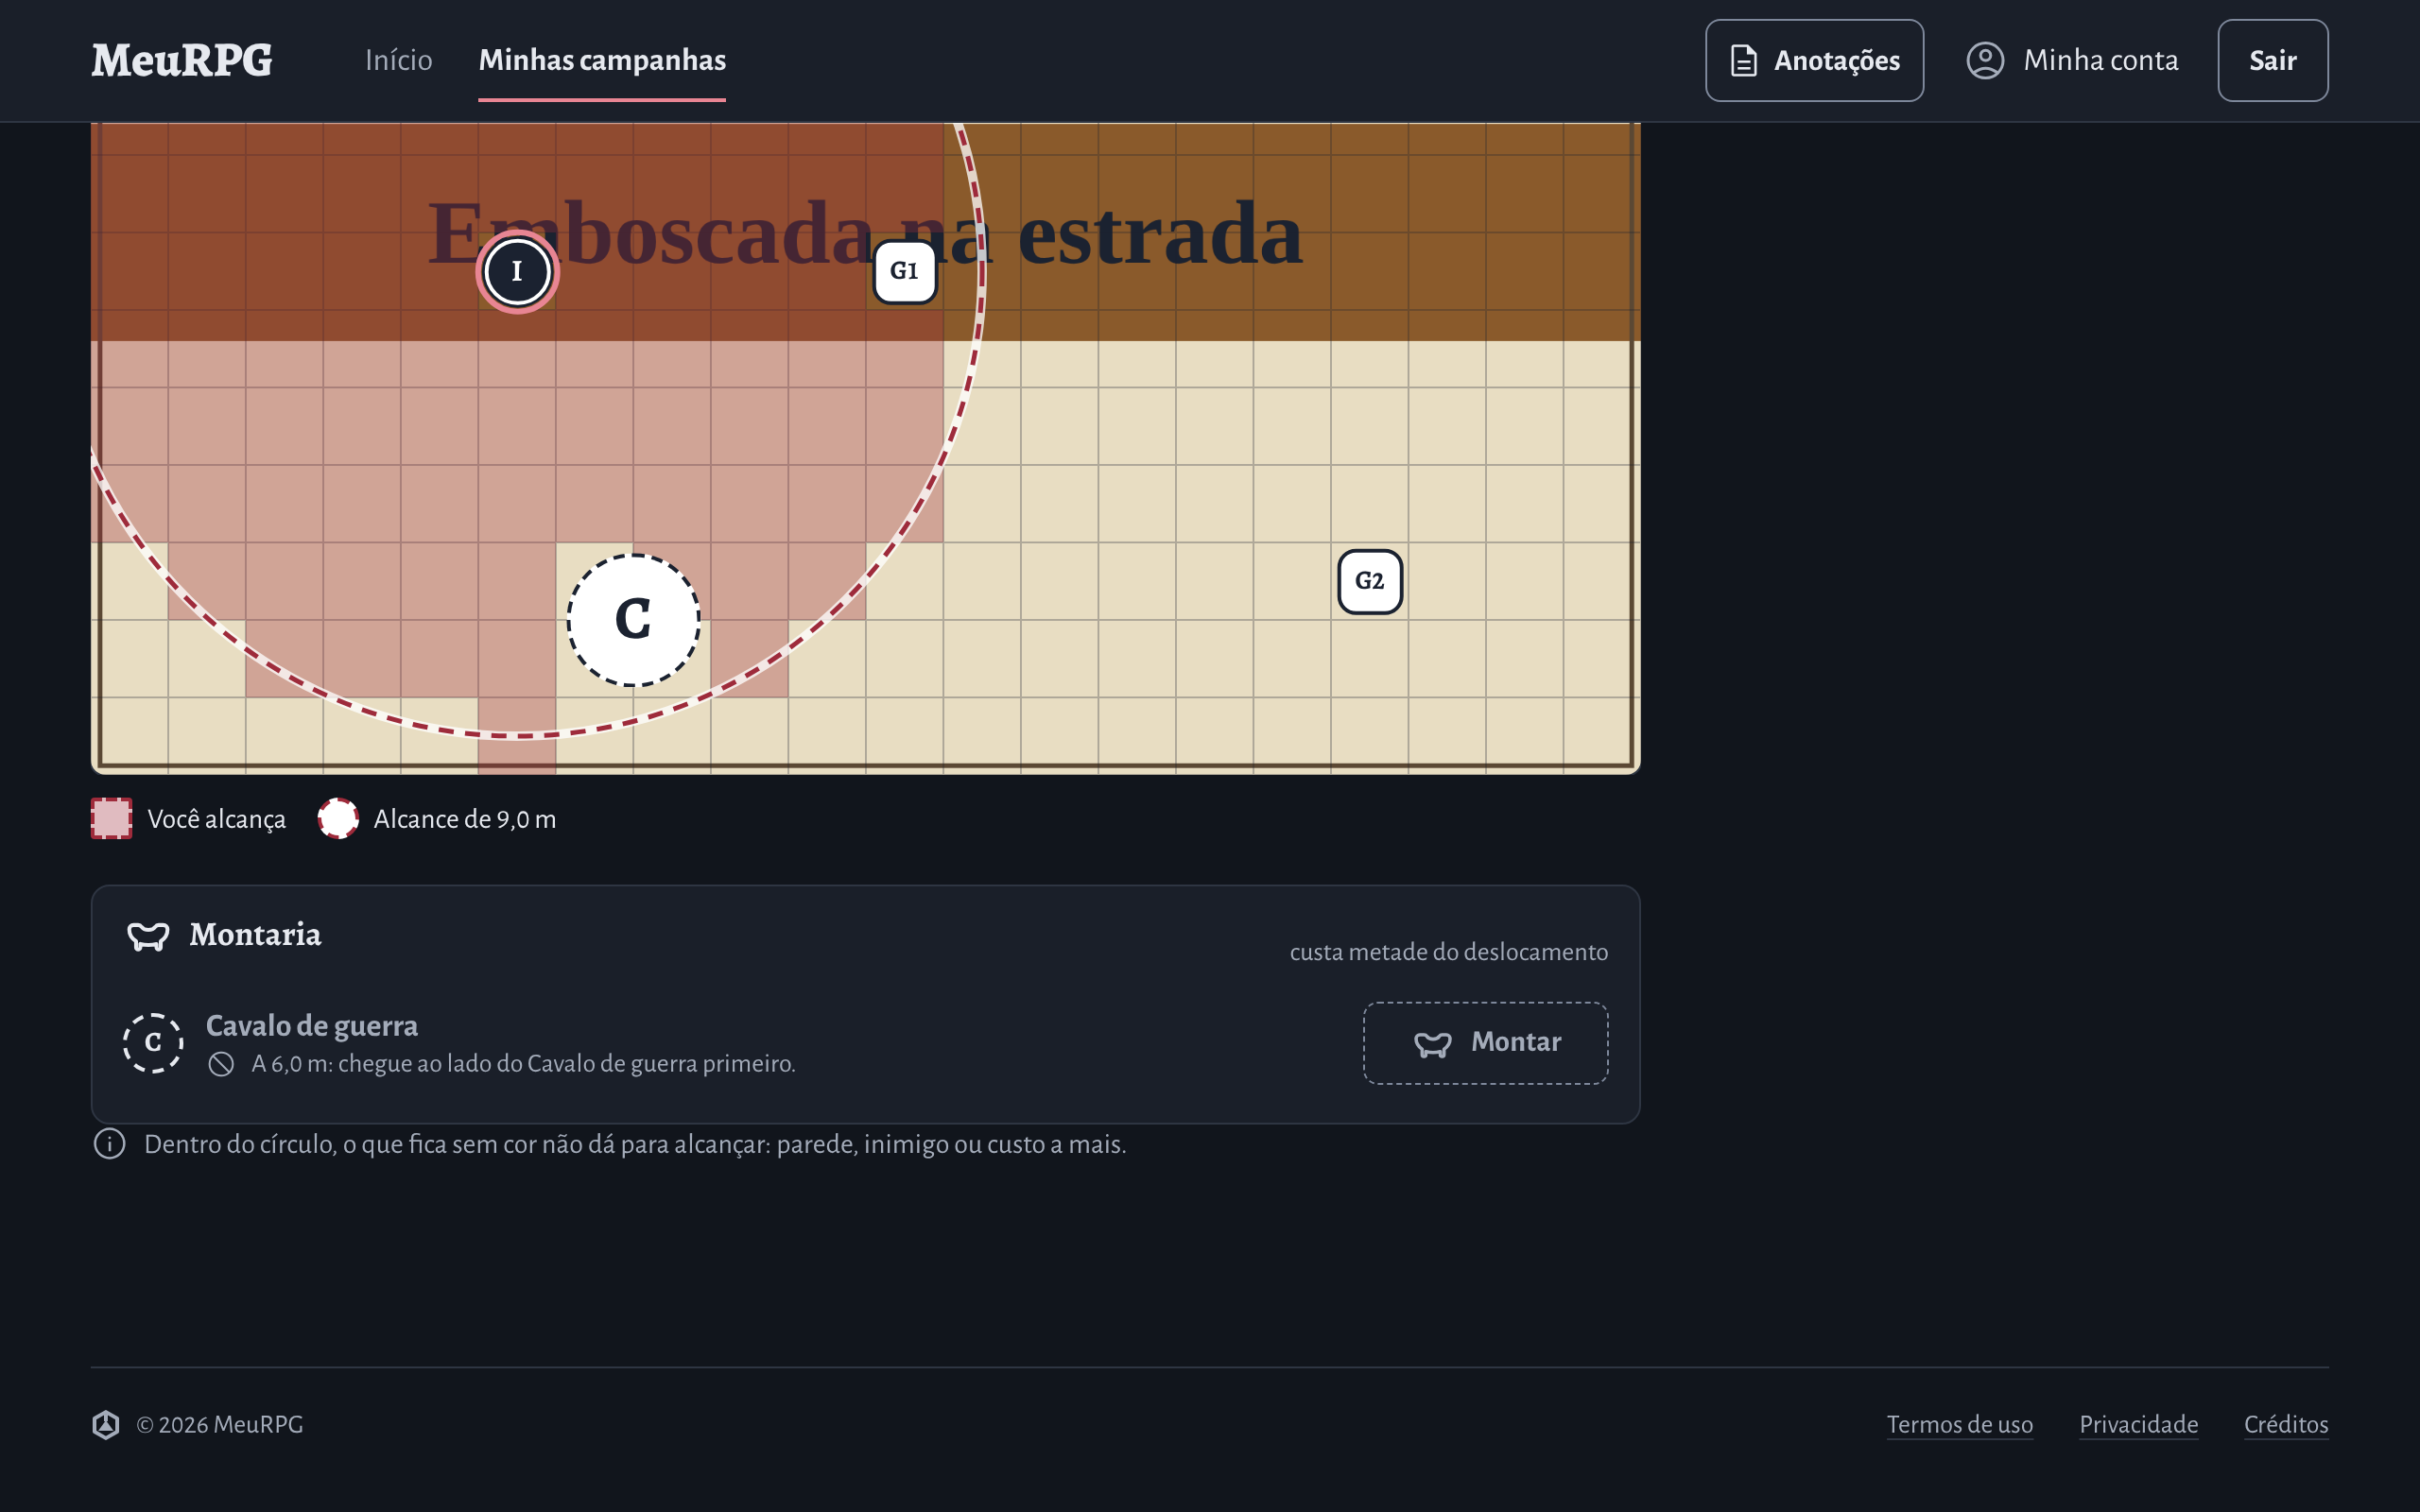 MeuRPG
Início
Minhas campanhas
Anotações
Minha conta
Sair
Emboscada na estrada
I
G1
C
G2
Você alcança
Alcance de 9,0 m
Montaria
custa metade do deslocamento
C
Cavalo de guerra
A 6,0 m: chegue ao lado do Cavalo de guerra primeiro.
Montar
Dentro do círculo, o que fica sem cor não dá para alcançar: parede, inimigo ou custo a mais.
© 2026 MeuRPG
Termos de uso
Privacidade
Créditos